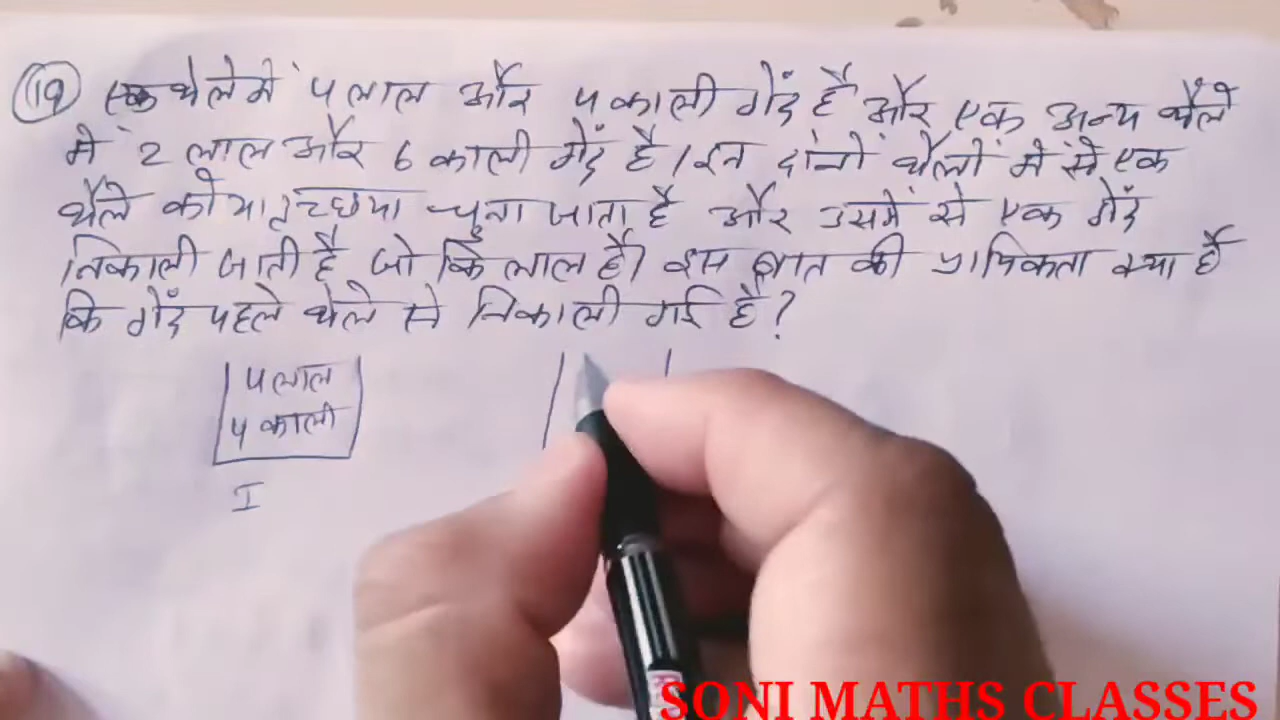 (19) एक थेले में 4 लाल और 4 काली गेंद हैं और एक अन्य थैले
में 2 लाल और 6 काली गेंद है। इन दोनों थैलों में से एक
थैले को यादृच्छया चुना जाता है और उसमें से एक गेंद
निकाली जाती है जो कि लाल है। इस बात की प्रायिकता क्या है
कि गेंद पहले थेले से निकाली गई है?
4 लाल
4 काली
I
SONI MATHS CLASSES